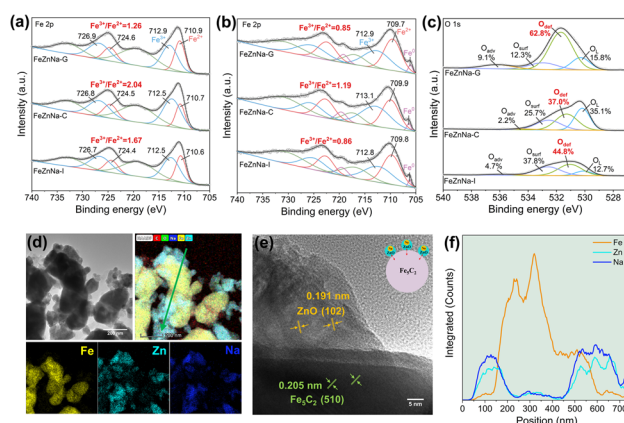 (a)
Fe 2p
Fe3+/Fe2+=1.26
726.9
724.6
712.9
710.9
Fe3+
Fe2+
FeZnNa-G
Fe3+/Fe2+=2.04
726.8
724.5
712.5
710.7
FeZnNa-C
Fe3+/Fe2+=1.67
726.7
724.4
712.5
710.6
FeZnNa-I
Intensity (a.u.)
740 735 730 725 720 715 710 705
Binding energy (eV)
(b)
Fe 2p
Fe3+/Fe2+=0.85
709.7
Fe3+
Fe2+
FeZnNa-G
Fe3+/Fe2+=1.19
713.1
709.9
FeZnNa-C
Fe3+/Fe2+=0.86
712.8
709.8
FeZnNa-I
Intensity (a.u.)
740 735 730 725 720 715 710 705
Binding energy (eV)
(c)
O 1s
Oadv
9.1%
Osurf
12.3%
Odef
62.8%
OL
15.8%
FeZnNa-G
Oadv
2.2%
Osurf
25.7%
Odef
37.0%
OL
35.1%
FeZnNa-C
Oadv
4.7%
Osurf
37.8%
Odef
44.8%
OL
12.7%
FeZnNa-I
Intensity (a.u.)
540 538 536 534 532 530 528
Binding energy (eV)
(d)
Fe
Zn
Na
(e)
Fe5C2
0.191 nm
ZnO (102)
0.205 nm
Fe5C2 (510)
5 nm
(f)
Fe
Zn
Na
Integrated (Counts)
0 100 200 300 400 500 600 700
Position (nm)